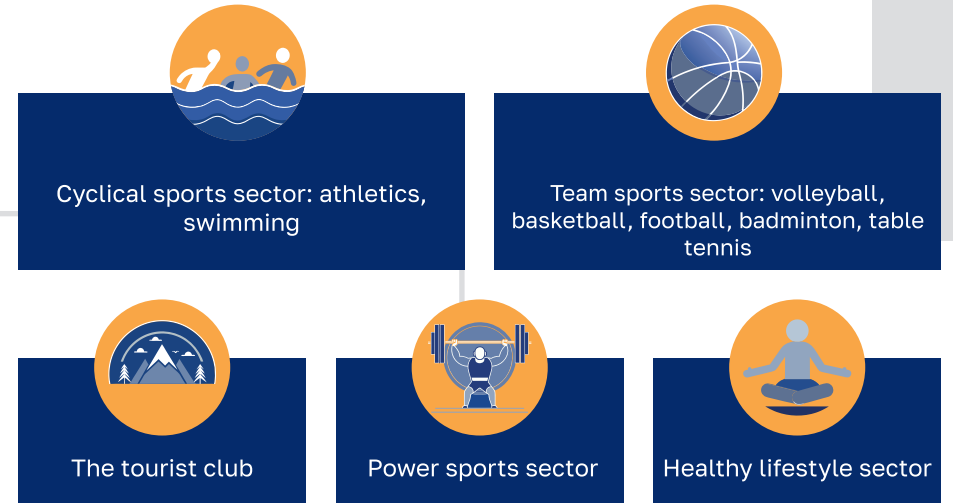 Cyclical sports sector: athletics,
swimming
Team sports sector: volleyball,
basketball, football, badminton, table
tennis
The tourist club
Power sports sector
Healthy lifestyle sector